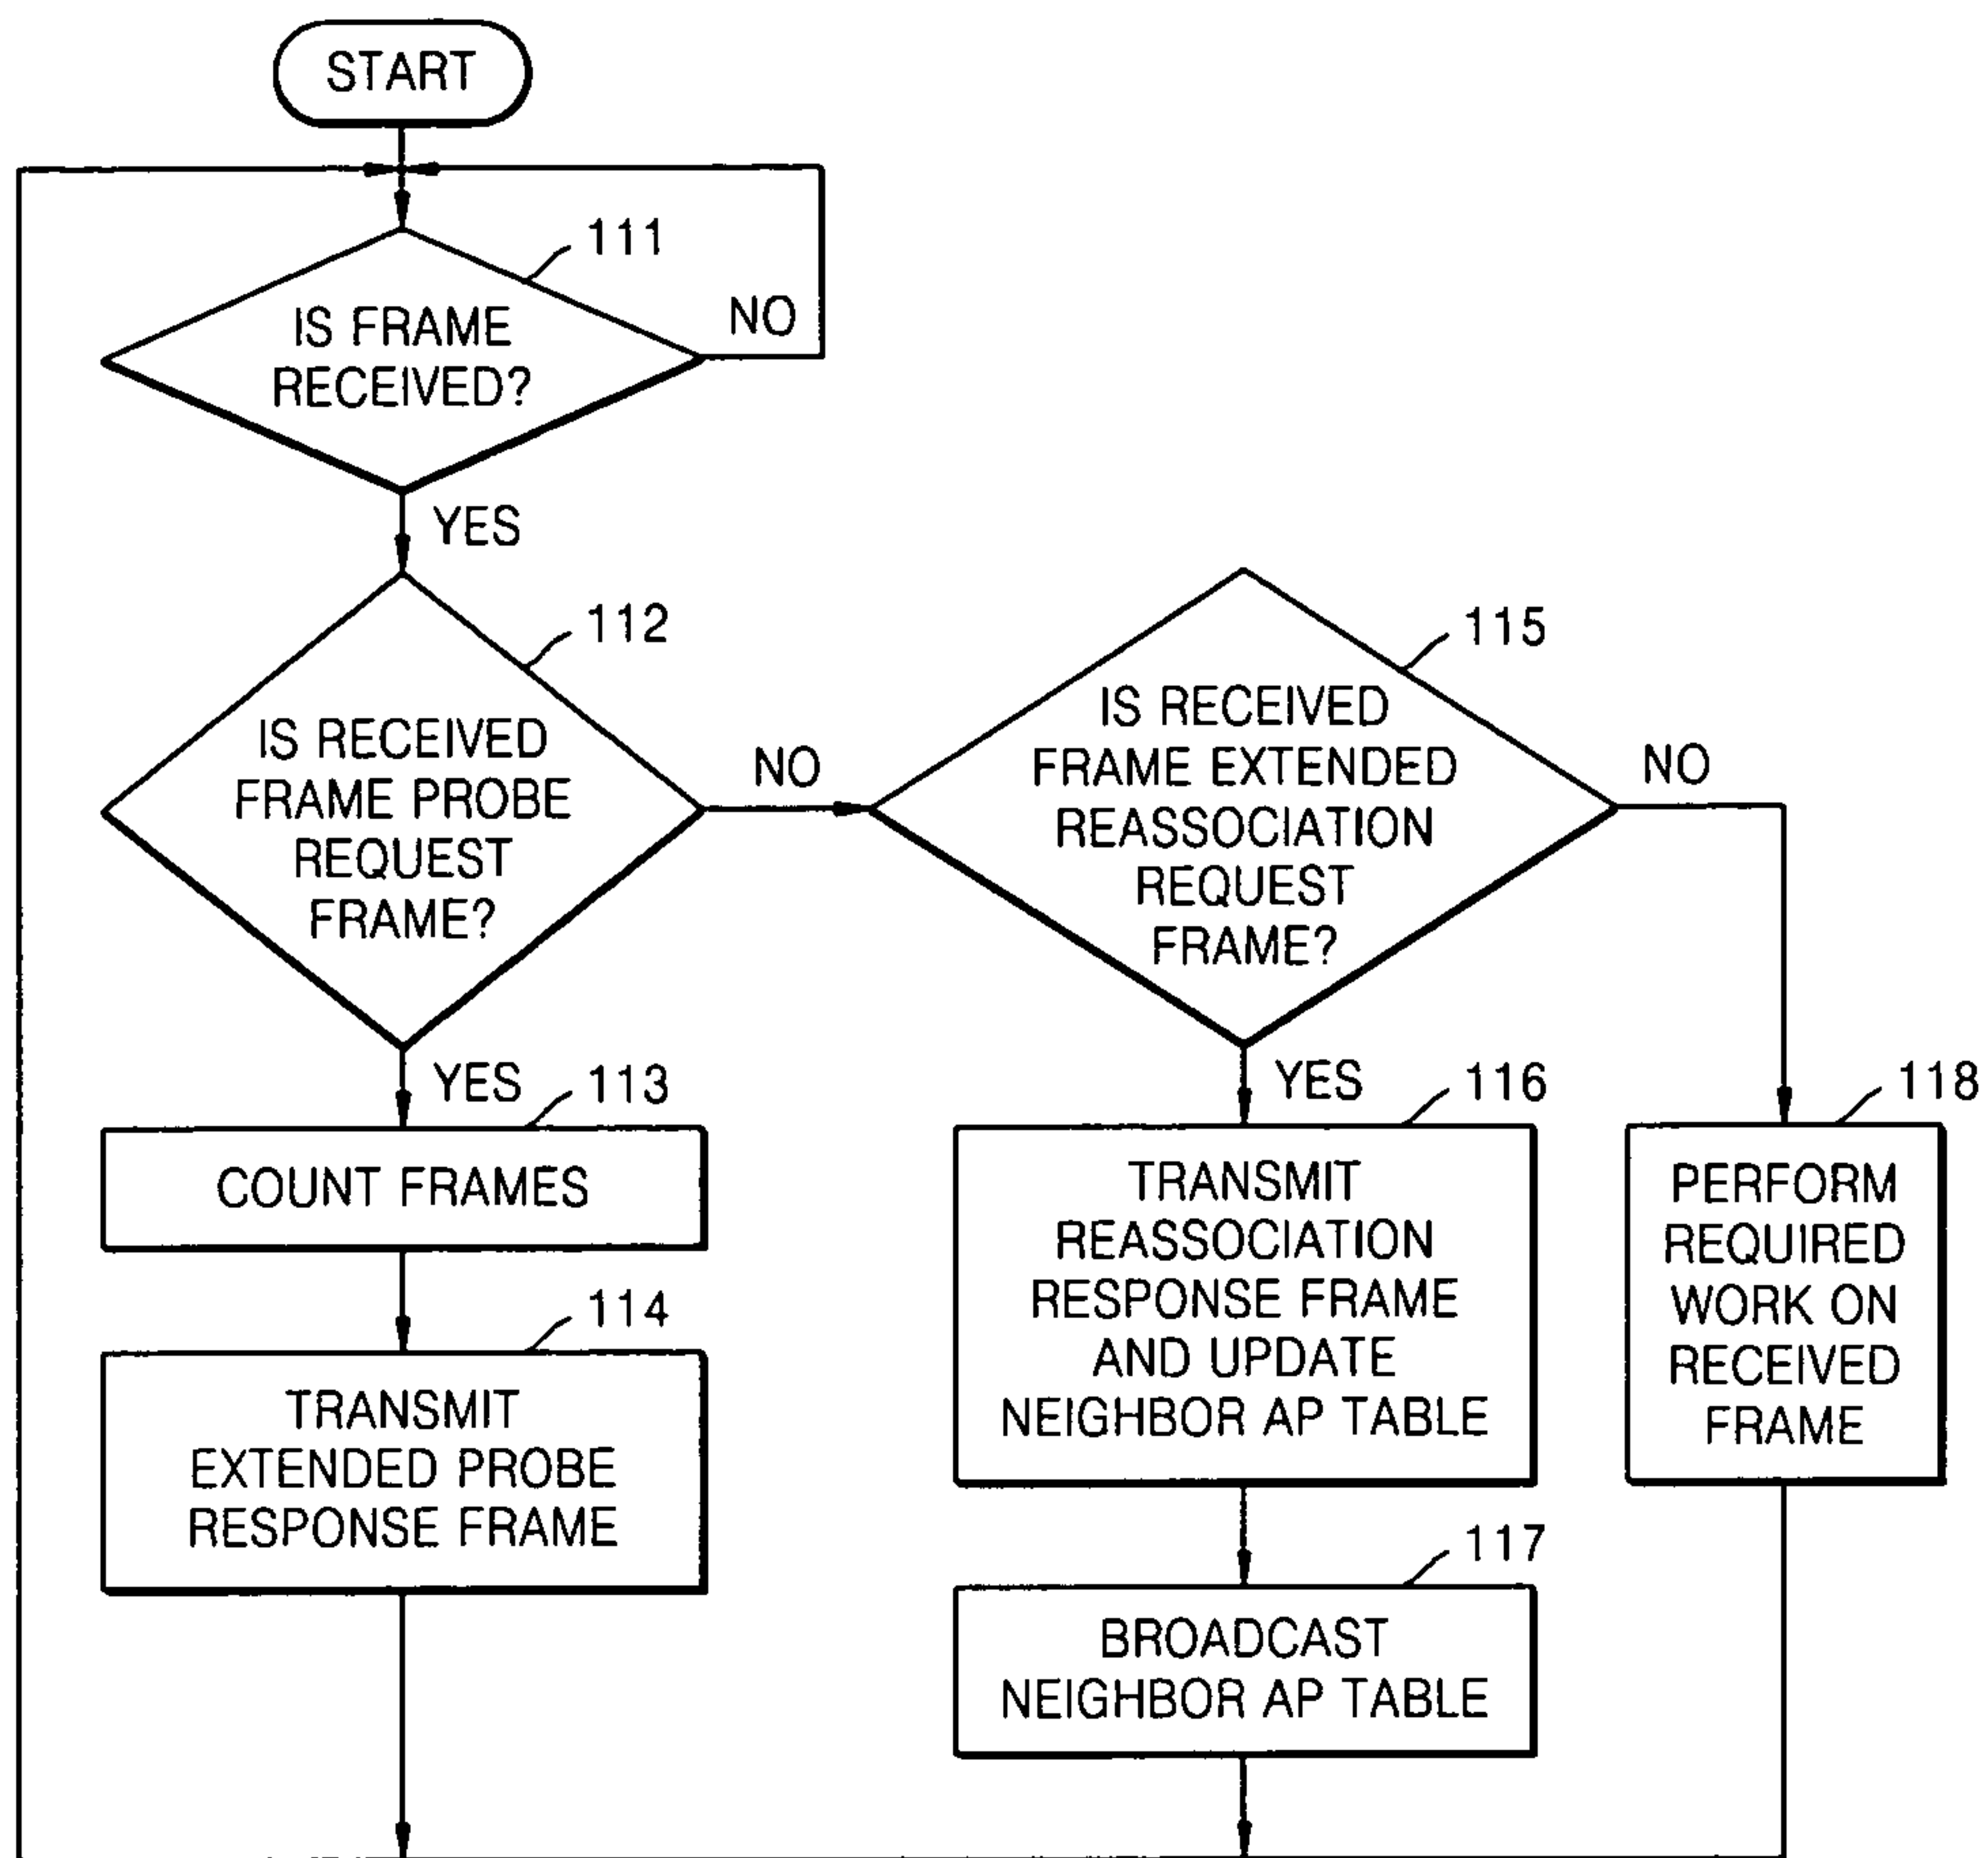 START
111
IS FRAME
RECEIVED?
NO
YES
112
IS RECEIVED
FRAME PROBE
REQUEST
FRAME?
NO
115
IS RECEIVED
FRAME EXTENDED
REASSOCIATION
REQUEST
FRAME?
NO
YES
113
COUNT FRAMES
114
TRANSMIT
EXTENDED PROBE
RESPONSE FRAME
YES
116
TRANSMIT
REASSOCIATION
RESPONSE FRAME
AND UPDATE
NEIGHBOR AP TABLE
117
BROADCAST
NEIGHBOR AP TABLE
118
PERFORM
REQUIRED
WORK ON
RECEIVED
FRAME